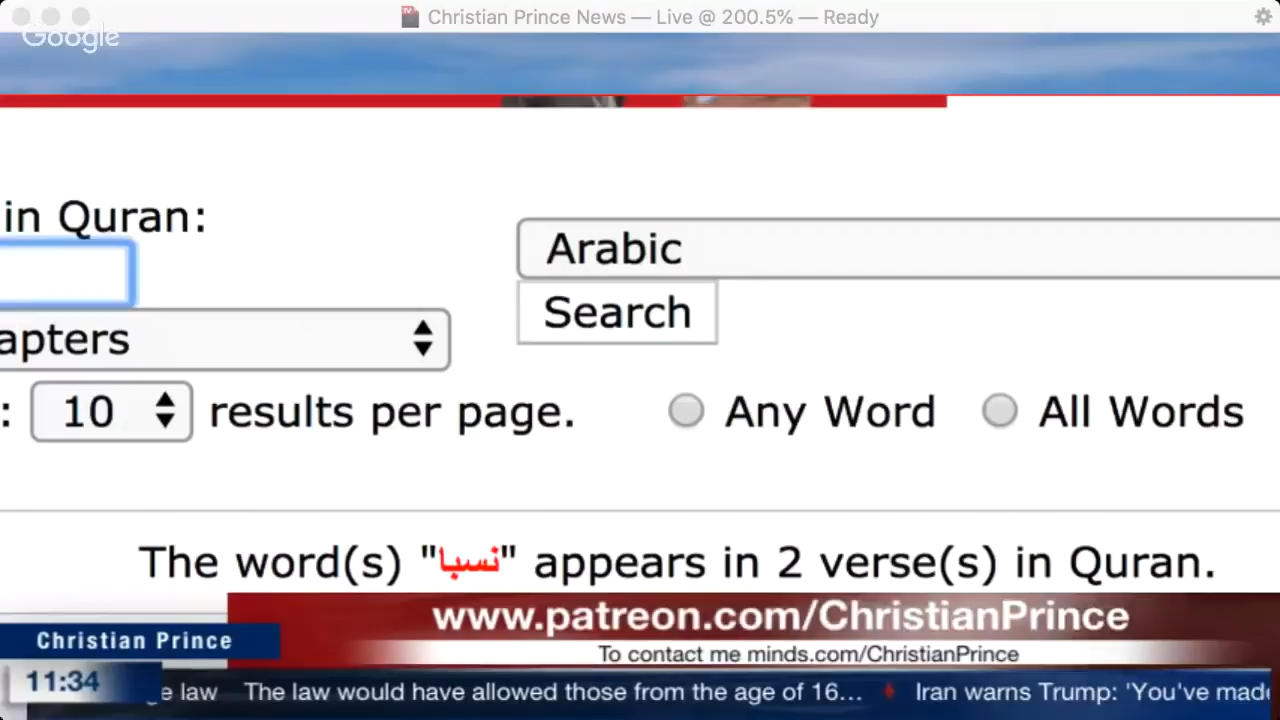 Christian Prince News — Live @ 200.5% — Ready
Google
in Quran:
Arabic
Search
apters
: 10 results per page. Any Word All Words
The word(s) "نسبا" appears in 2 verse(s) in Quran.
www.patreon.com/ChristianPrince
Christian Prince
To contact me minds.com/ChristianPrince
11:34
e law The law would have allowed those from the age of 16... Iran warns Trump: 'You've made